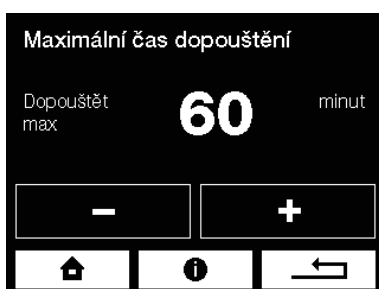 Maximální čas dopouštění
Dopouštět
max
60
minut
− +